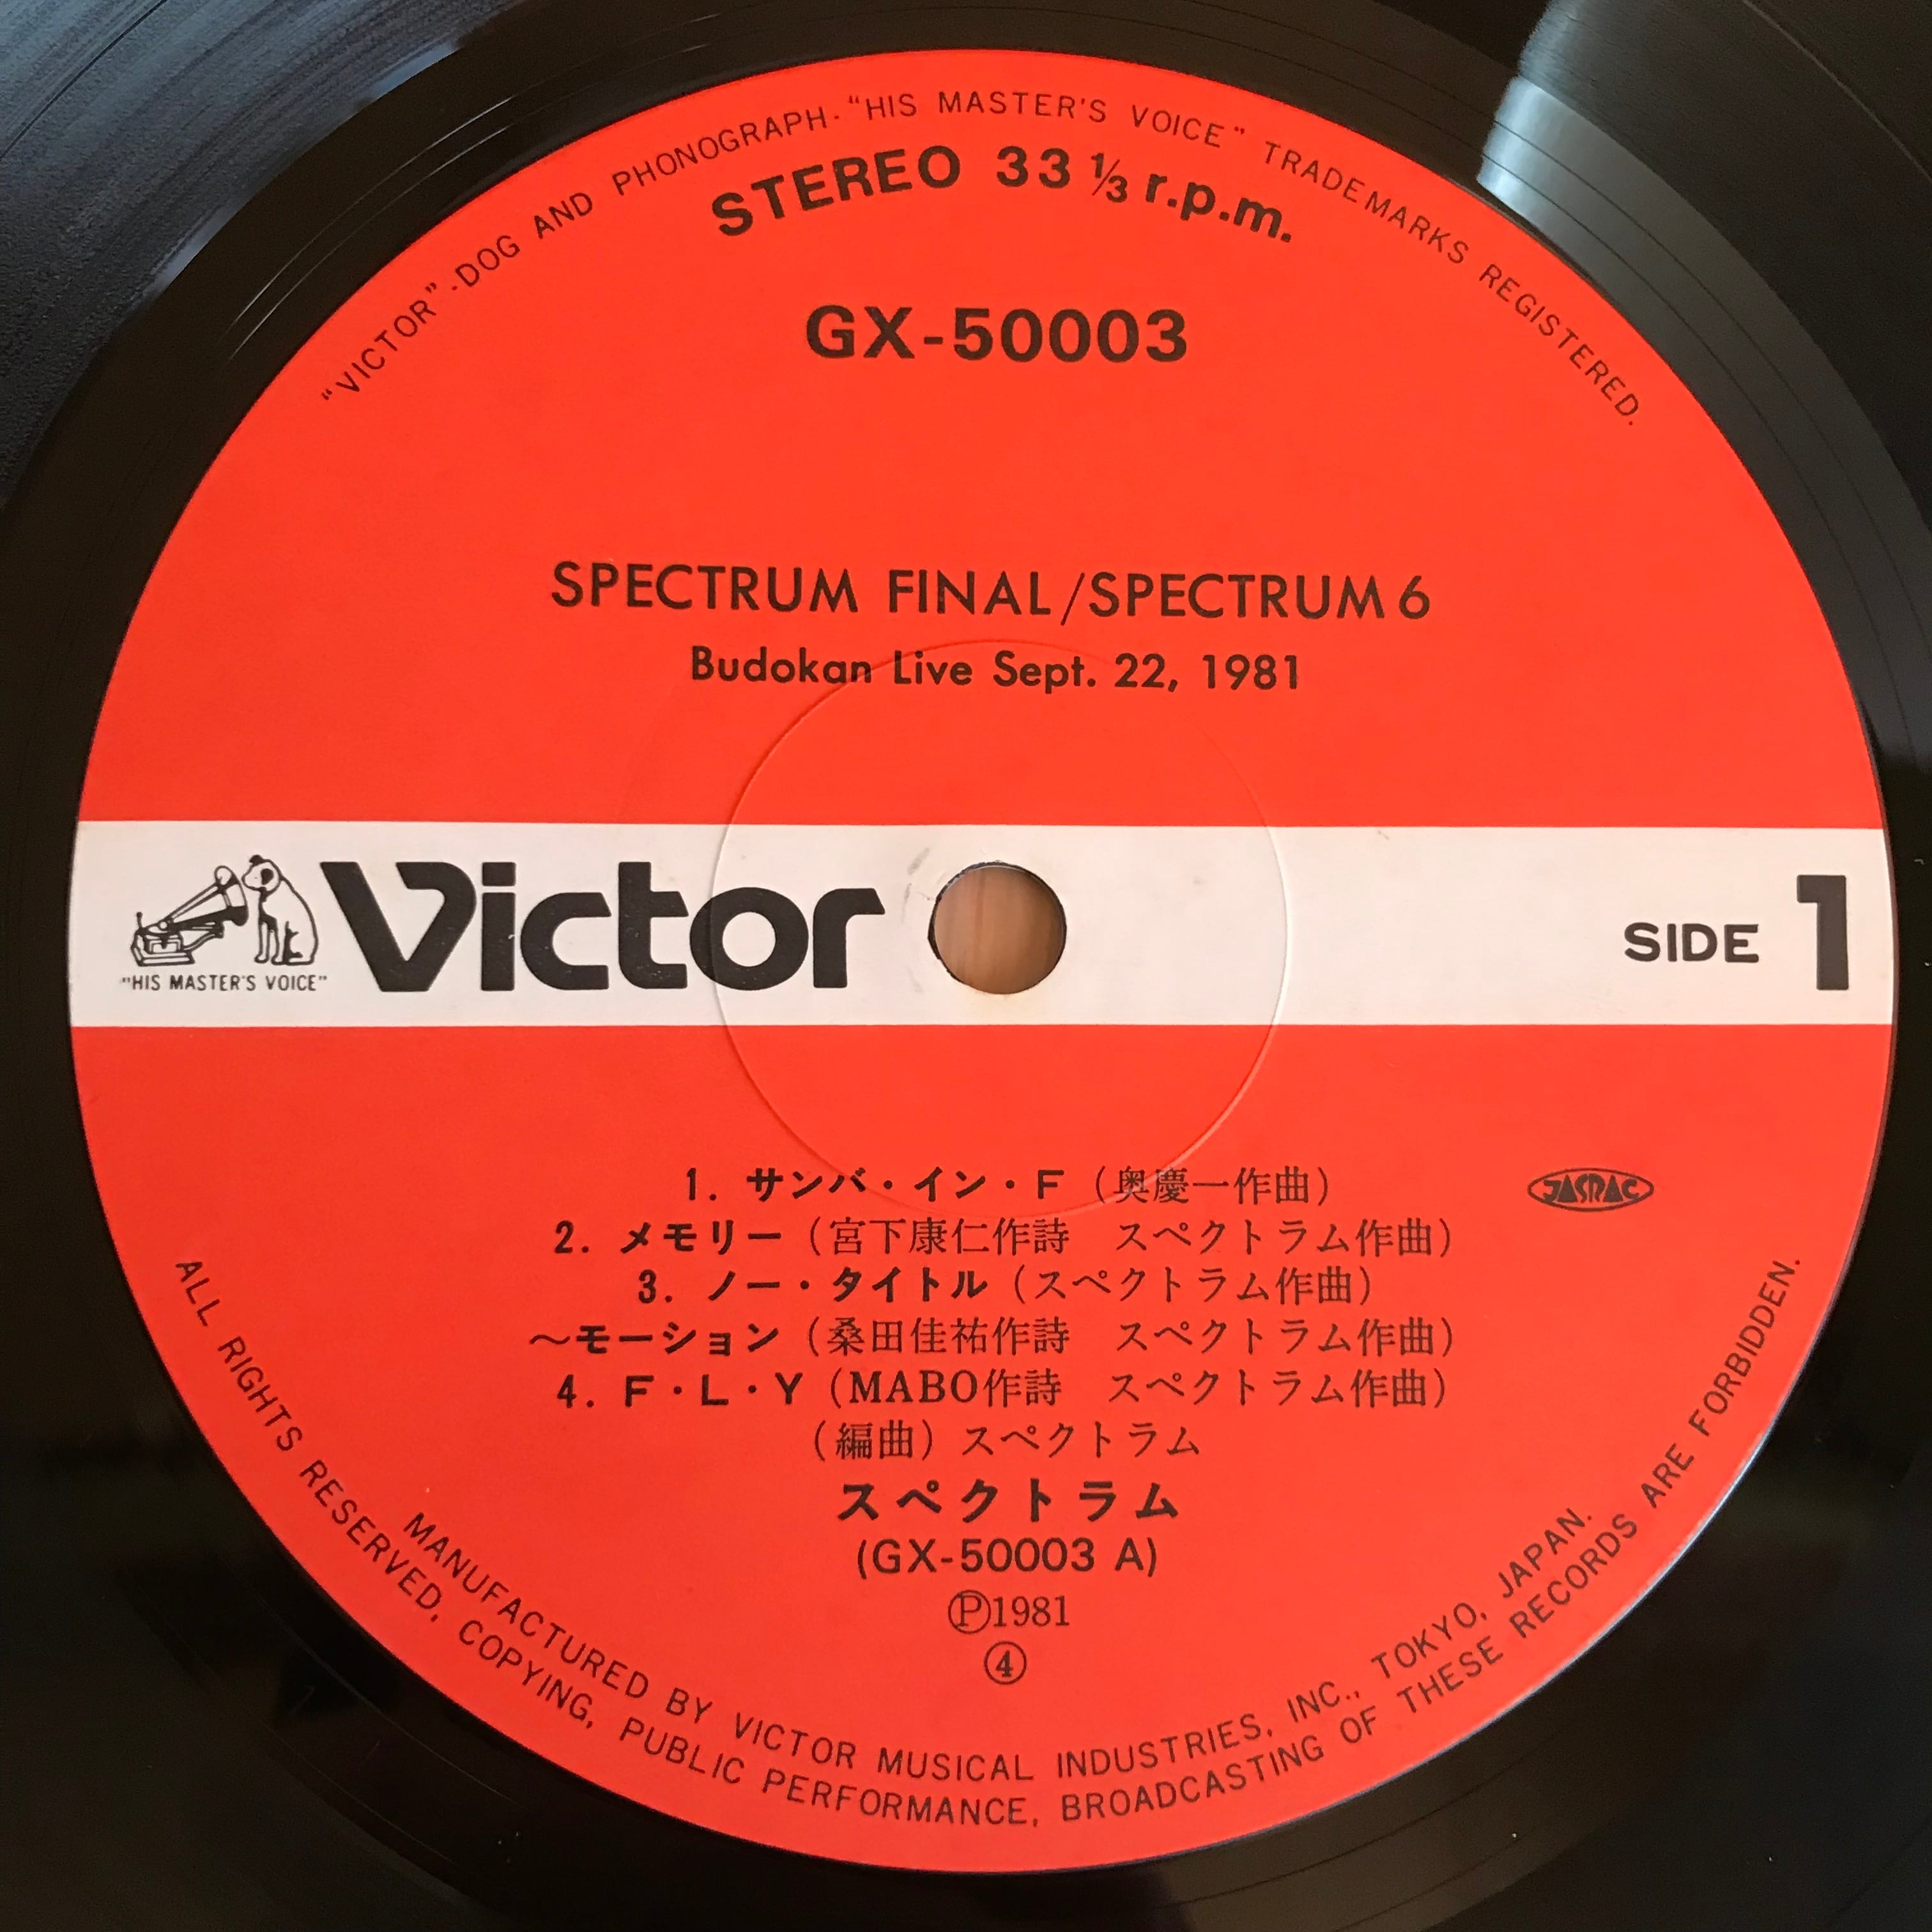 "VICTOR"-DOG AND PHONOGRAPH-"HIS MASTER'S VOICE" TRADEMARKS REGISTERED.
STEREO 33 ⅓ r.p.m.
GX-50003
SPECTRUM FINAL/SPECTRUM 6
Budokan Live Sept. 22, 1981
Victor
"HIS MASTER'S VOICE"
SIDE 1
1. サンバ・イン・F (奥慶一作曲)
JASRAC
2. メモリー (宮下康仁作詩 スペクトラム作曲)
3. ノー・タイトル (スペクトラム作曲)
〜モーション (桑田佳祐作詩 スペクトラム作曲)
4. F・L・Y (MABO作詩 スペクトラム作曲)
(編曲) スペクトラム
スペクトラム
(GX-50003 A)
Ⓟ1981
④
MANUFACTURED BY VICTOR MUSICAL INDUSTRIES, INC., TOKYO, JAPAN.
ALL RIGHTS RESERVED, COPYING, PUBLIC PERFORMANCE, BROADCASTING OF THESE RECORDS ARE FORBIDDEN.